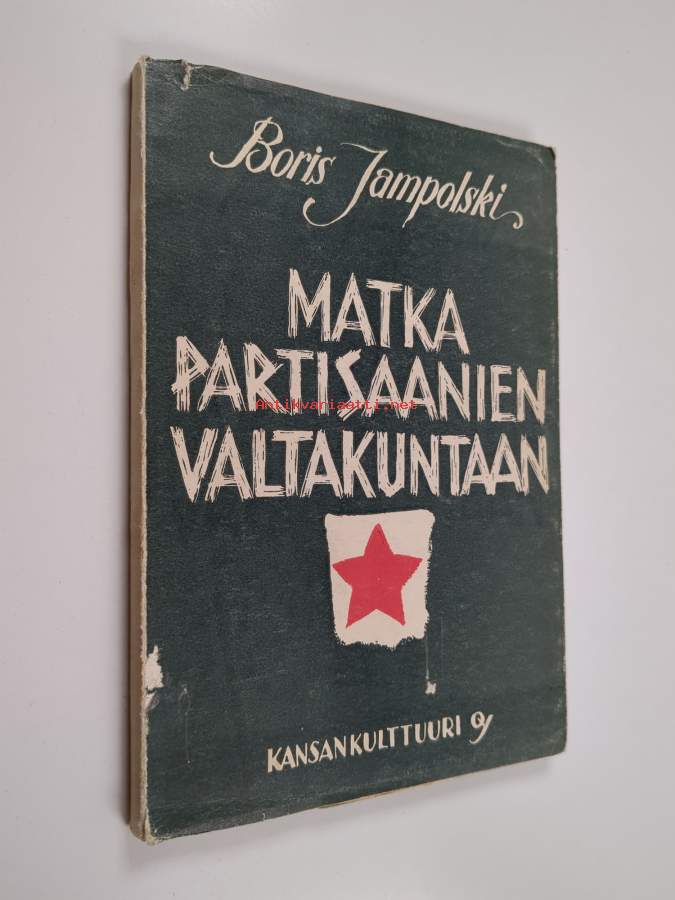 Boris Jampolski
MATKA
PARTISAANIEN
Antikvariaatti.net
VALTAKUNTAAN
KANSANKULTTUURI Oy